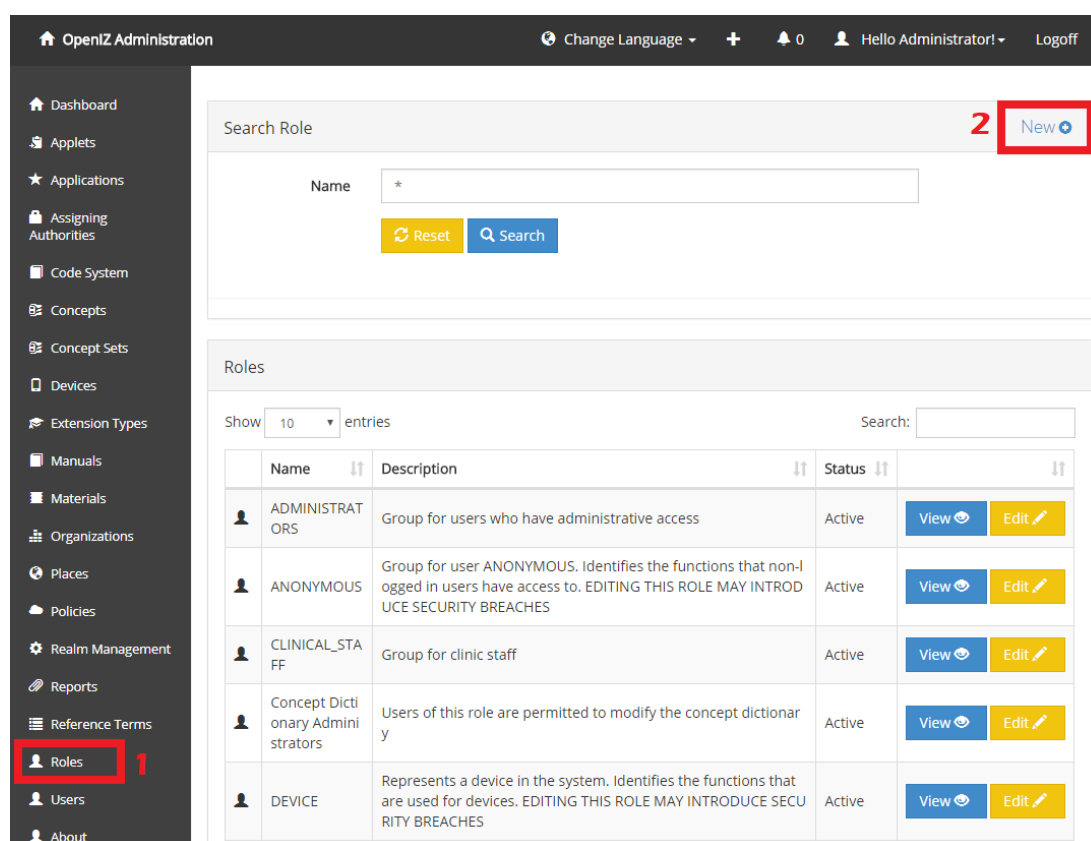 OpenIZ Administration
Change Language
0
Hello Administrator!
Logoff
Dashboard
Applets
Applications
Assigning
Authorities
Code System
Concepts
Concept Sets
Devices
Extension Types
Manuals
Materials
Organizations
Places
Policies
Realm Management
Reports
Reference Terms
Roles
1
Users
About
Search Role
2
New
Name
*
Reset
Search
Roles
Show 10 entries
Search:
Name
Description
Status
ADMINISTRAT
ORS
Group for users who have administrative access
Active
View
Edit
ANONYMOUS
Group for user ANONYMOUS. Identifies the functions that non-l
ogged in users have access to. EDITING THIS ROLE MAY INTROD
UCE SECURITY BREACHES
Active
View
Edit
CLINICAL_STA
FF
Group for clinic staff
Active
View
Edit
Concept Dicti
onary Admini
strators
Users of this role are permitted to modify the concept dictionar
y
Active
View
Edit
DEVICE
Represents a device in the system. Identifies the functions that
are used for devices. EDITING THIS ROLE MAY INTRODUCE SECU
RITY BREACHES
Active
View
Edit